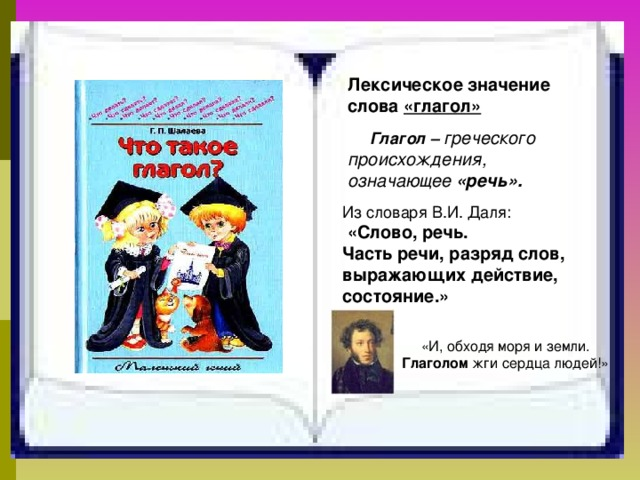 Г. П. Шалаева
Что такое
глагол?
Маленький гений
Лексическое значение
слова «глагол»
Глагол – греческого
происхождения,
означающее «речь».
Из словаря В.И. Даля:
«Слово, речь.
Часть речи, разряд слов,
выражающих действие,
состояние.»
«И, обходя моря и земли.
Глаголом жги сердца людей!»